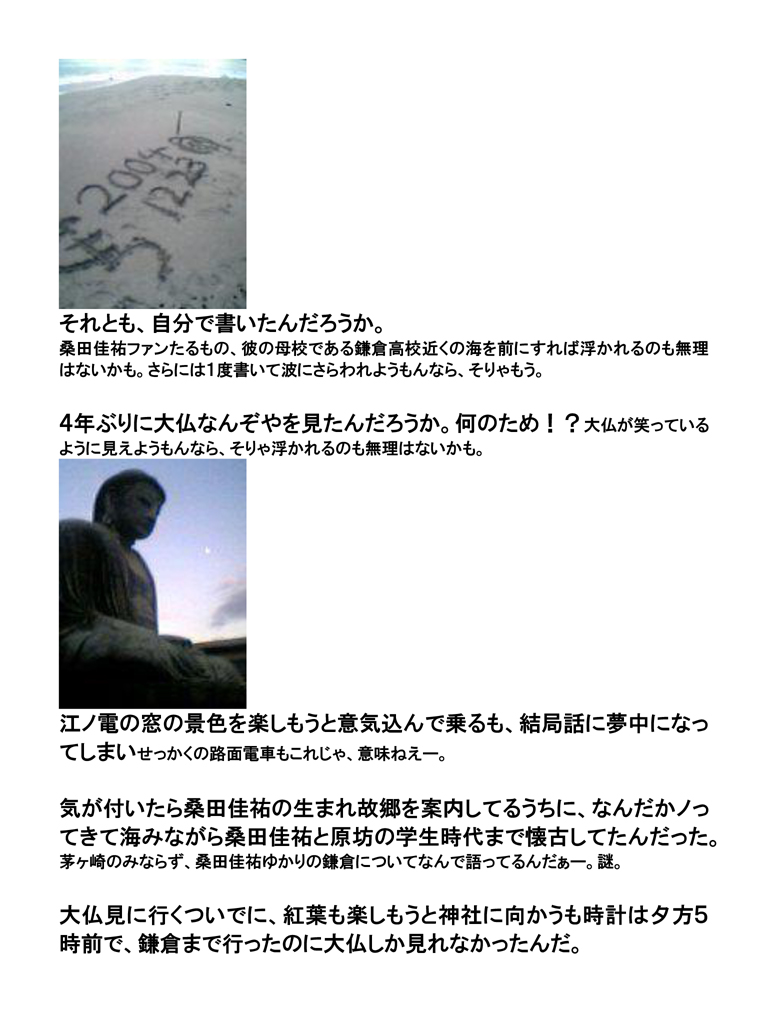 2004
12 23
それとも、自分で書いたんだろうか。
桑田佳祐ファンたるもの、彼の母校である鎌倉高校近くの海を前にすれば浮かれるのも無理
はないかも。さらには1度書いて波にさらわれようもんなら、そりゃもう。
4年ぶりに大仏なんぞやを見たんだろうか。何のため！？大仏が笑っている
ように見えようもんなら、そりゃ浮かれるのも無理はないかも。
江ノ電の窓の景色を楽しもうと意気込んで乗るも、結局話に夢中になっ
てしまいせっかくの路面電車もこれじゃ、意味ねえー。
気が付いたら桑田佳祐の生まれ故郷を案内してるうちに、なんだかノっ
てきて海みながら桑田佳祐と原坊の学生時代まで懐古してたんだった。
茅ヶ崎のみならず、桑田佳祐ゆかりの鎌倉についてなんで語ってるんだぁー。謎。
大仏見に行くついでに、紅葉も楽しもうと神社に向かうも時計は夕方5
時前で、鎌倉まで行ったのに大仏しか見れなかったんだ。